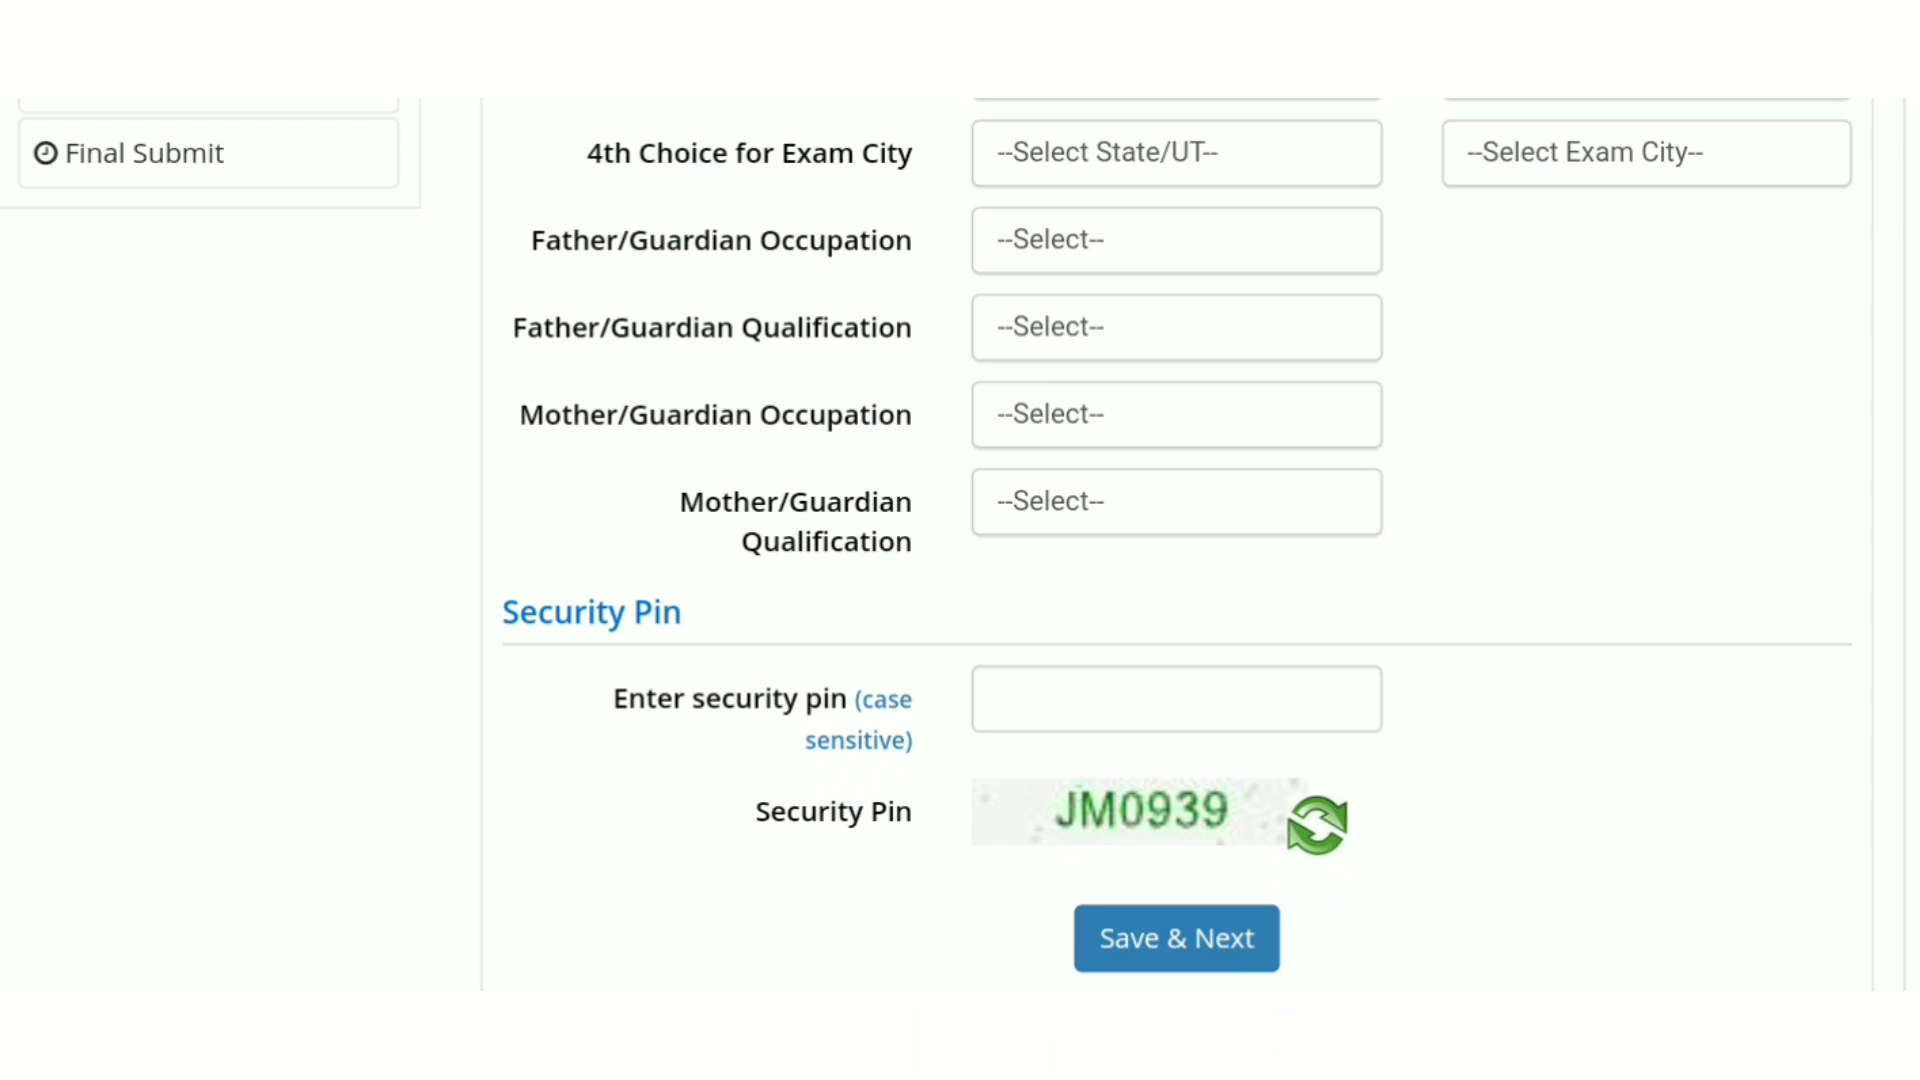 Final Submit
4th Choice for Exam City --Select State/UT-- --Select Exam City--
Father/Guardian Occupation --Select--
Father/Guardian Qualification --Select--
Mother/Guardian Occupation --Select--
Mother/Guardian --Select--
Qualification
Security Pin
Enter security pin (case
sensitive)
Security Pin JM0939
Save & Next